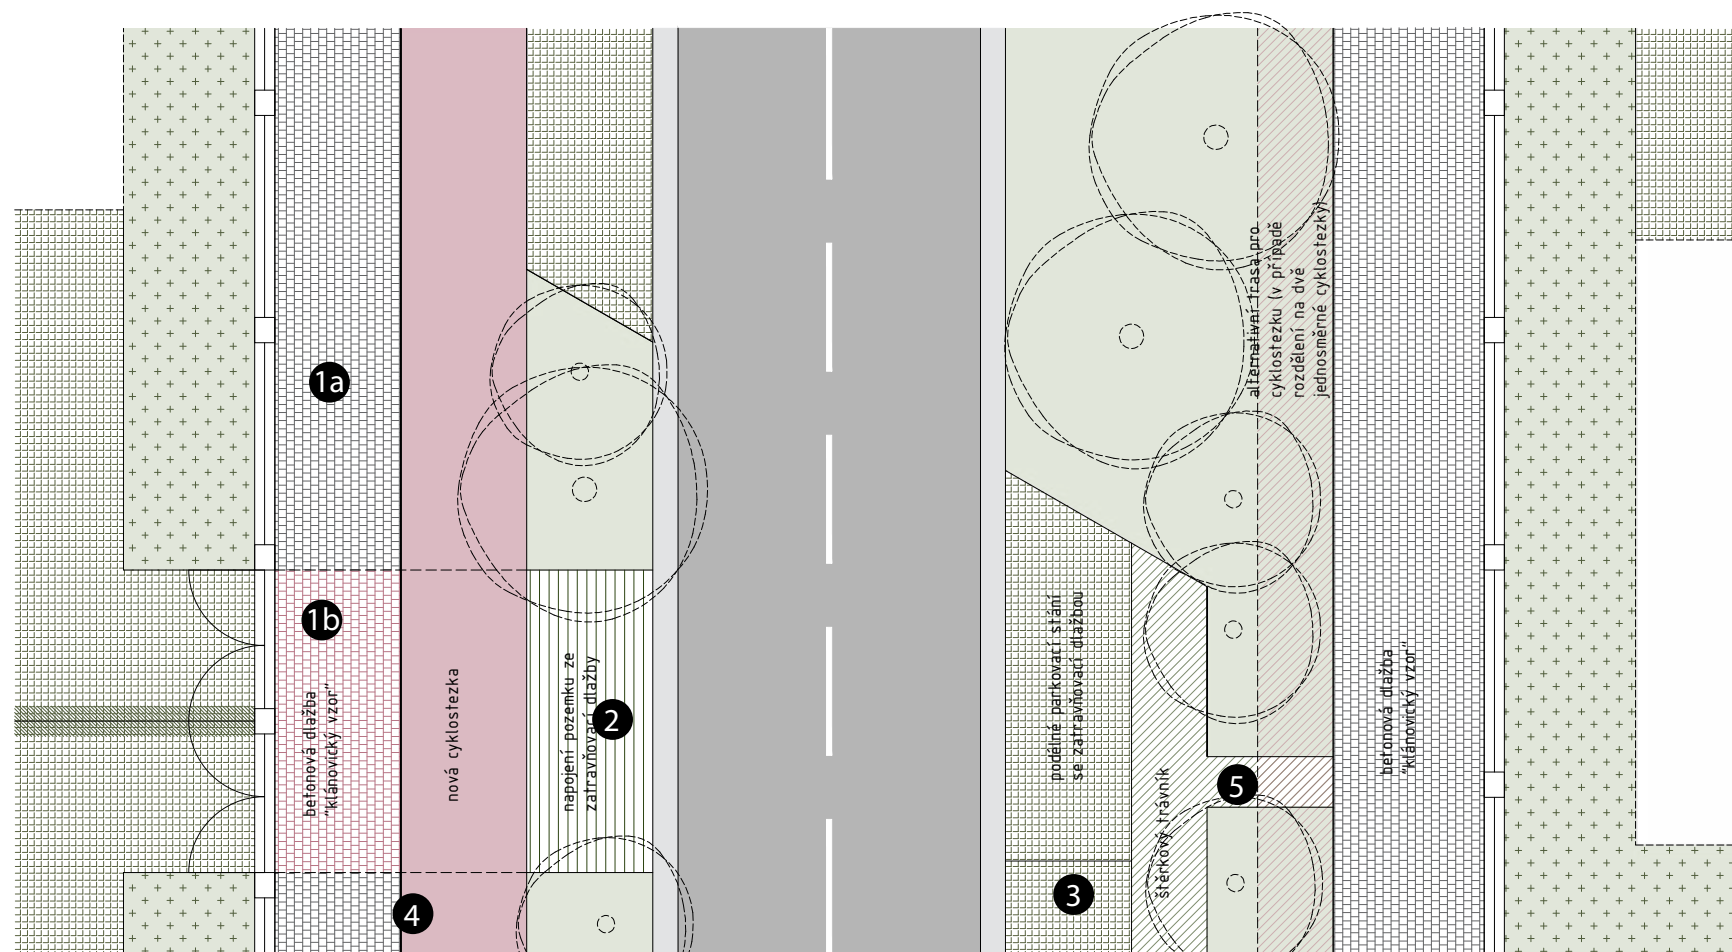 1a
1b
betonová dlažba
“klánovický vzor”
nová cyklostezka
napojení pozemku ze
zatravňovací dlažby
2
4
podélné parkovací stání
se zatravňovací dlažbou
štěrkový trávník
3
5
alternativní trasa pro
cyklostezku (v případě
rozdělení na dvě
jednosměrné cyklostezky)
betonová dlažba
“klánovický vzor”